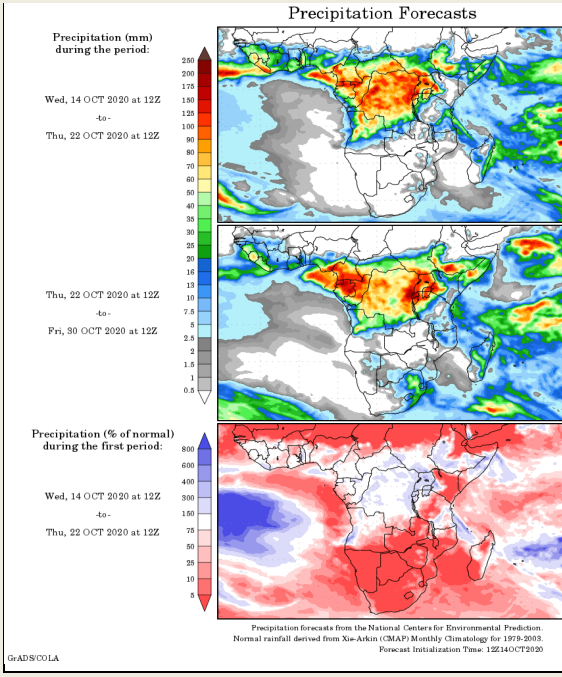 Precipitation Forecasts
Precipitation (mm)
during the period:
Wed, 14 OCT 2020 at 12Z
-to-
Thu, 22 OCT 2020 at 12Z
250
200
175
150
125
100
90
80
70
60
50
40
35
30
25
20
16
13
10
7.5
5
2.5
2
1.5
1
0.5
Thu, 22 OCT 2020 at 12Z
-to-
Fri, 30 OCT 2020 at 12Z
Precipitation (% of normal)
during the first period:
Wed, 14 OCT 2020 at 12Z
-to-
Thu, 22 OCT 2020 at 12Z
800
600
400
300
150
75
50
25
10
5
Precipitation forecasts from the National Centers for Environmental Prediction.
Normal rainfall derived from Xie-Arkin (CMAP) Monthly Climatology for 1979-2003.
Forecast Initialization Time: 12Z14OCT2020
GrADS/COLA